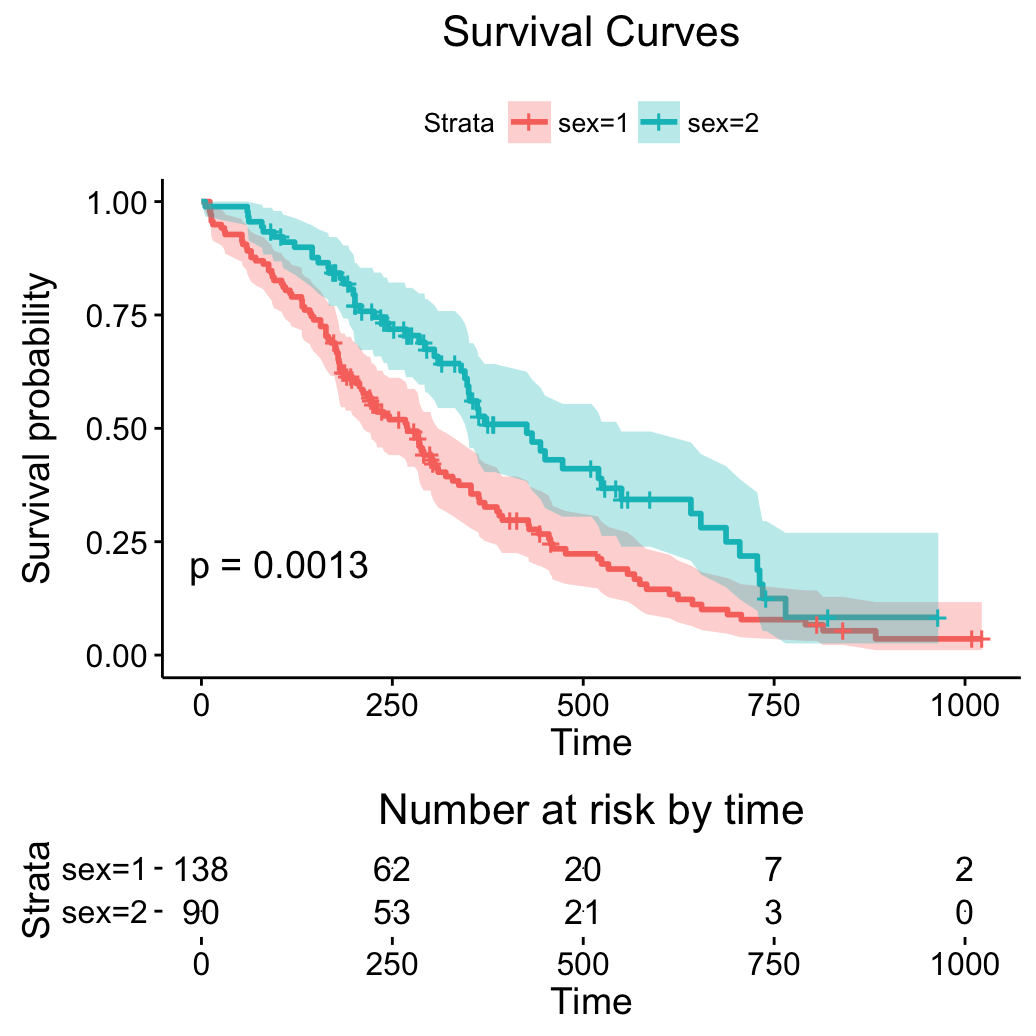 Survival Curves
Strata sex=1 sex=2
Survival probability
1.00
0.75
0.50
0.25
0.00
p = 0.0013
0 250 500 750 1000
Time
Number at risk by time
Strata
sex=1 138 62 20 7 2
sex=2 90 53 21 3 0
0 250 500 750 1000
Time